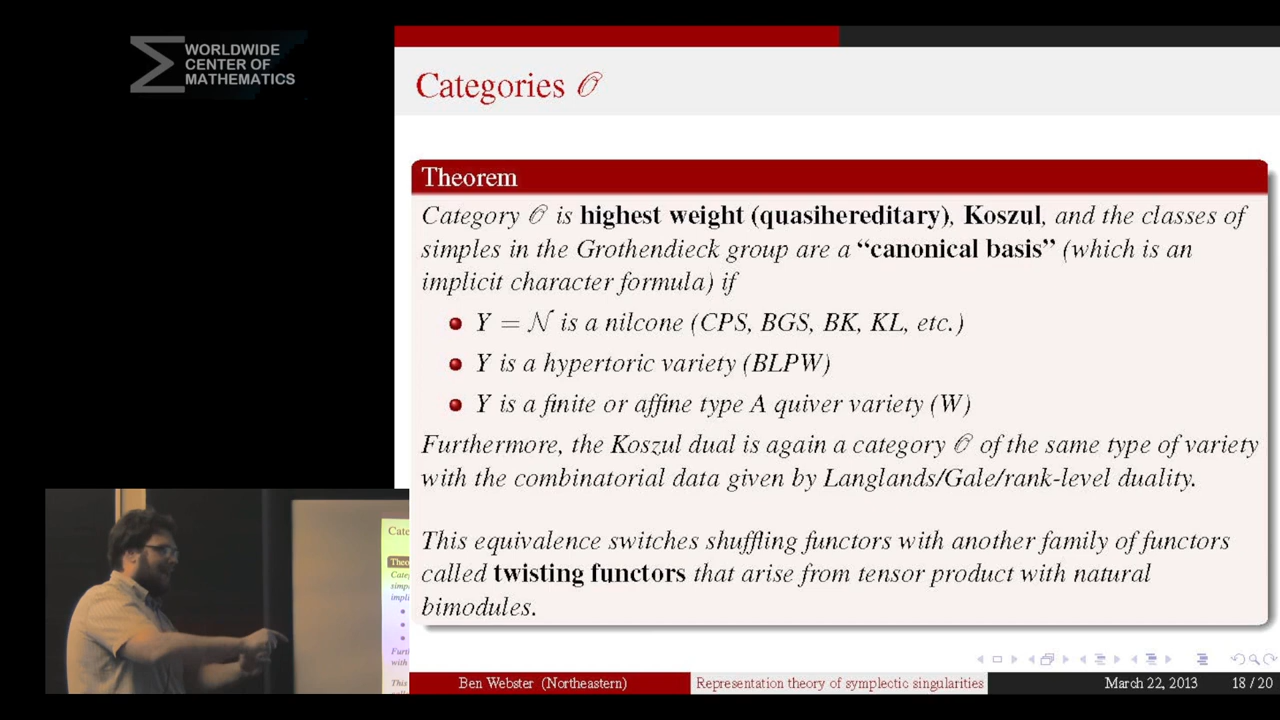 WORLDWIDE
CENTER OF
MATHEMATICS
Categories 𝒪
Theorem
Category 𝒪 is highest weight (quasihereditary), Koszul, and the classes of
simples in the Grothendieck group are a “canonical basis” (which is an
implicit character formula) if
Y = 𝒩 is a nilcone (CPS, BGS, BK, KL, etc.)
Y is a hypertoric variety (BLPW)
Y is a finite or affine type A quiver variety (W)
Furthermore, the Koszul dual is again a category 𝒪 of the same type of variety
with the combinatorial data given by Langlands/Gale/rank-level duality.
This equivalence switches shuffling functors with another family of functors
called twisting functors that arise from tensor product with natural
bimodules.
Ben Webster (Northeastern) Representation theory of symplectic singularities March 22, 2013 18 / 20